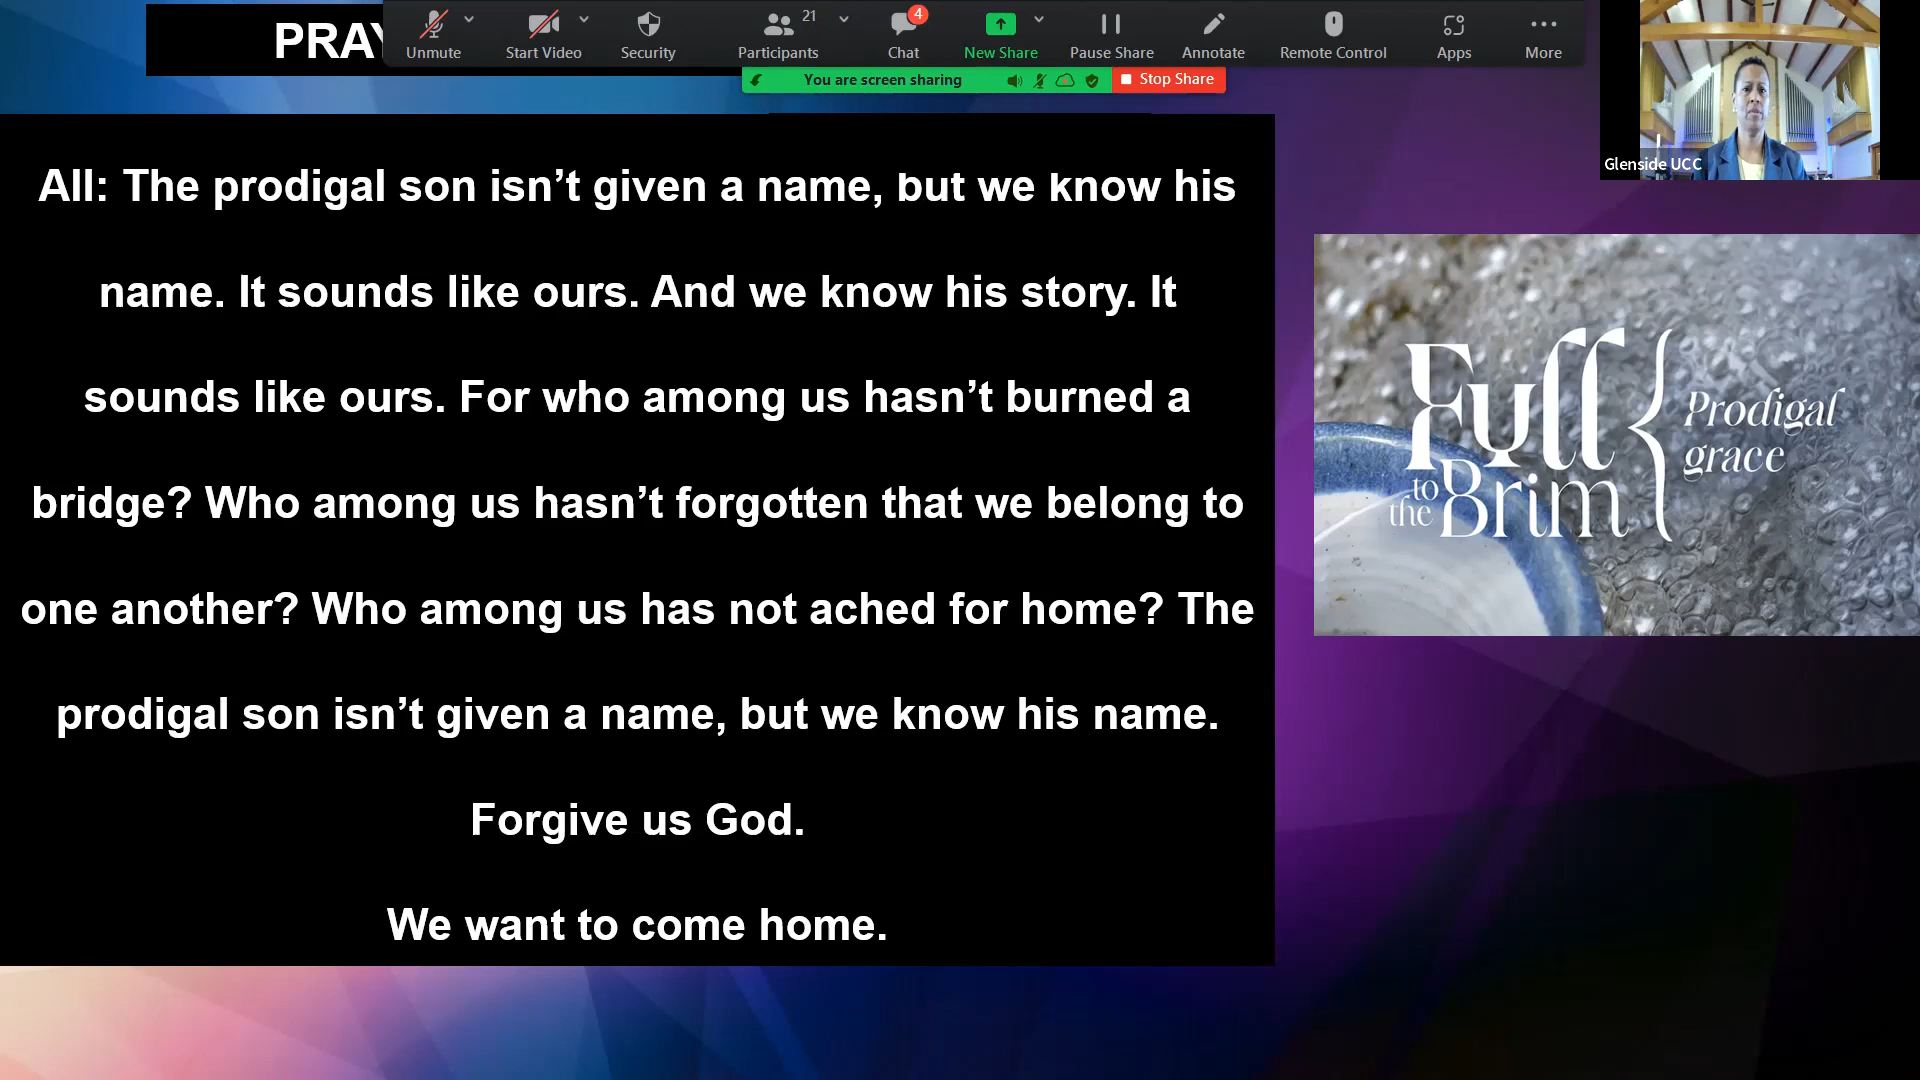 PRAY
Unmute
Start Video
Security
Participants
21
Chat
4
New Share
Pause Share
Annotate
Remote Control
Apps
More
You are screen sharing
Stop Share
Glenside UCC
All: The prodigal son isn’t given a name, but we know his
name. It sounds like ours. And we know his story. It
sounds like ours. For who among us hasn’t burned a
bridge? Who among us hasn’t forgotten that we belong to
one another? Who among us has not ached for home? The
prodigal son isn’t given a name, but we know his name.
Forgive us God.
We want to come home.
Full
to the Brim
Prodigal
grace